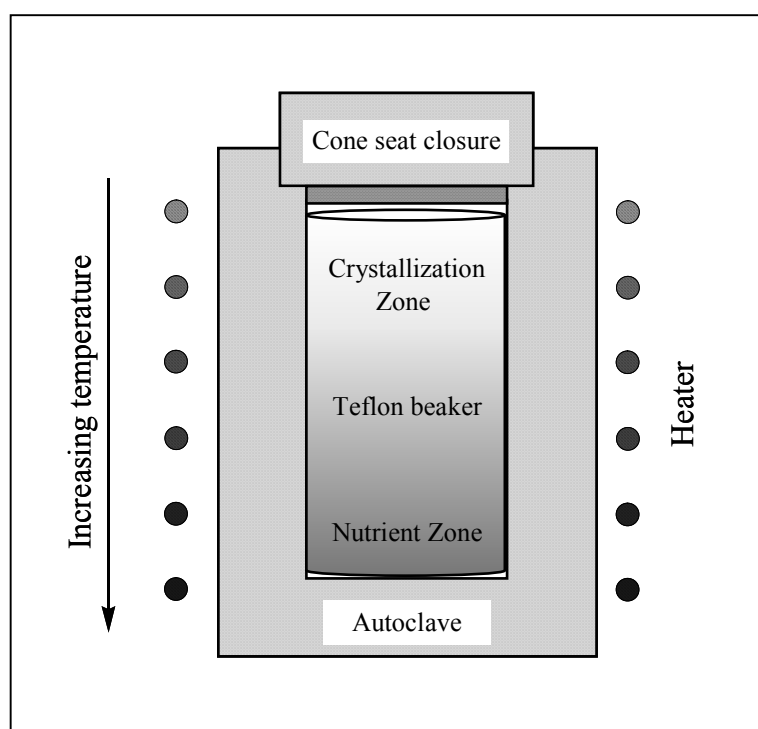 Cone seat closure
Crystallization
Zone
Increasing temperature
Teflon beaker
Heater
Nutrient Zone
Autoclave